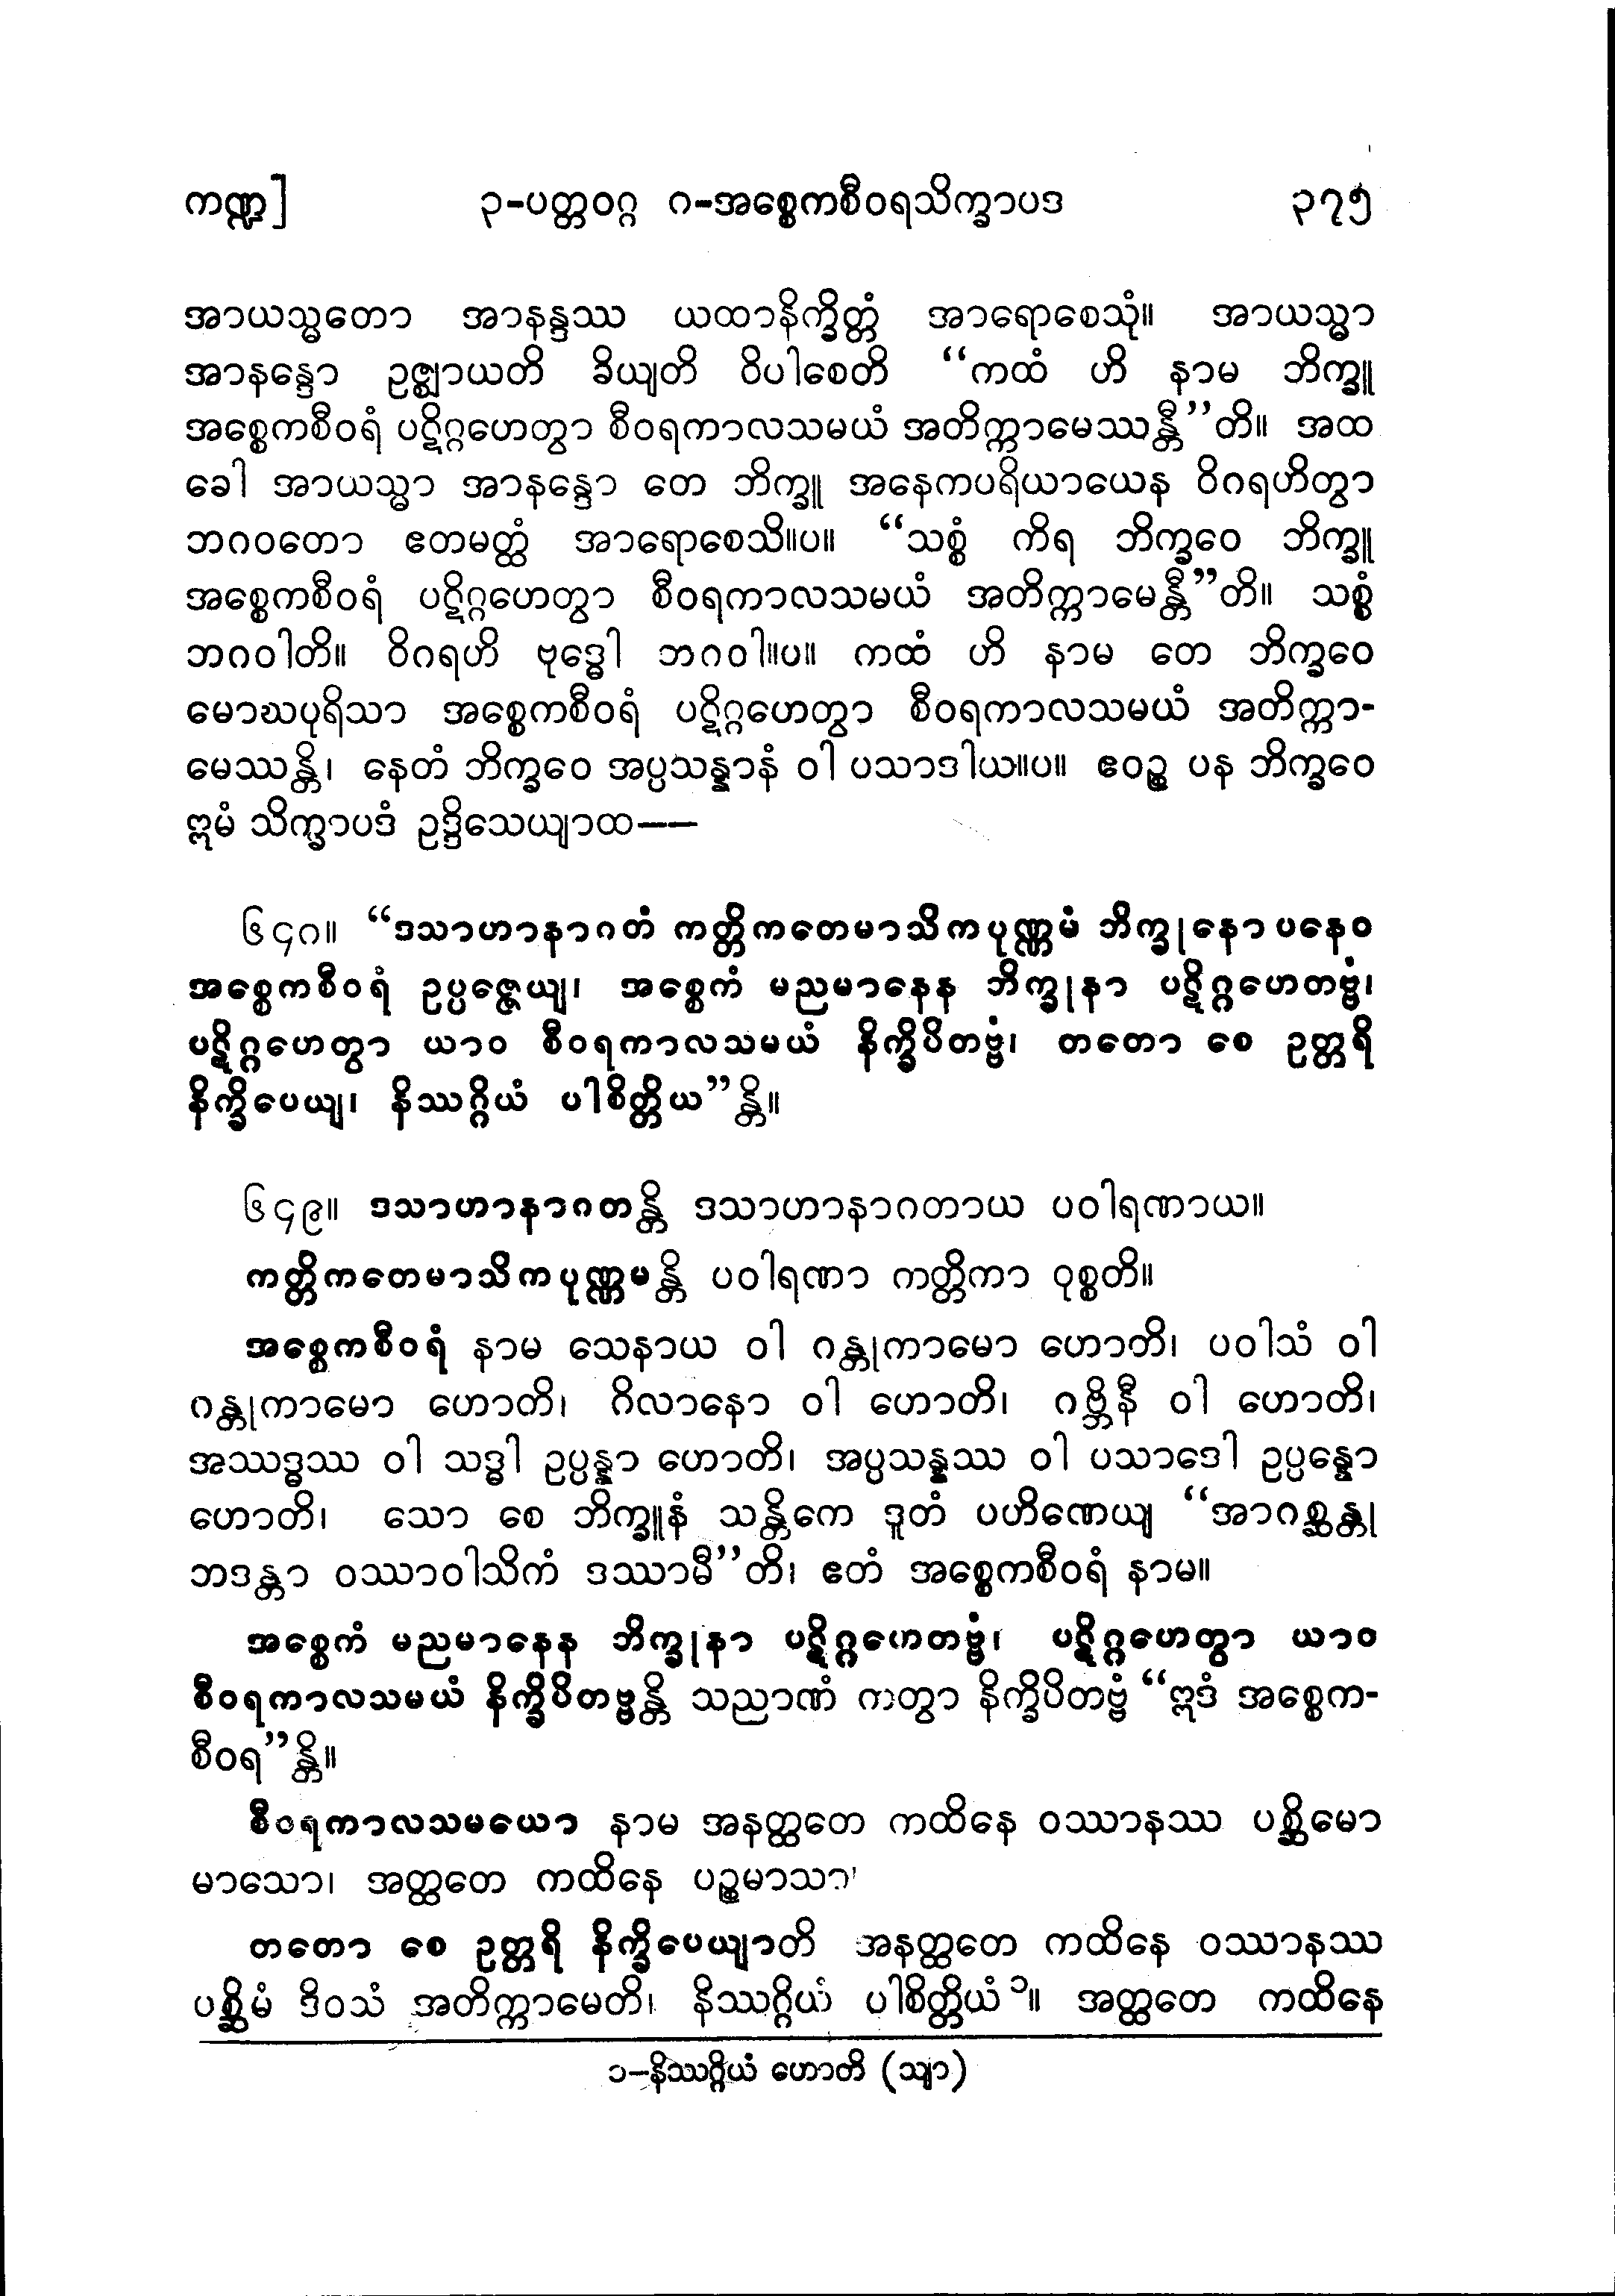 ကဏ္ဍ] ၃-ပတ္တဝဂ္ဂ ဂ-အစ္စေကစီဝရသိက္ခာပဒ ၃၇၅
အာယသ္မတော အာနန္ဒဿ ယထာနိက္ခိတ္တံ အာရောစေသုံ။ အာယသ္မာ
အာနန္ဒော ဥဇ္ဈာယတိ ခိယျတိ ဝိပါစေတိ “ကထံ ဟိ နာမ ဘိက္ခူ
အစ္စေကစီဝရံ ပဋိဂ္ဂဟေတွာ စီဝရကာလသမယံ အတိက္ကာမေဿန္တီ”တိ။ အထ
ခေါ အာယသ္မာ အာနန္ဒော တေ ဘိက္ခူ အနေကပရိယာယေန ဝိဂရဟိတွာ
ဘဂဝတော ဧတမတ္ထံ အာရောစေသိ။ပ။ “သစ္စံ ကိရ ဘိက္ခဝေ ဘိက္ခူ
အစ္စေကစီဝရံ ပဋိဂ္ဂဟေတွာ စီဝရကာလသမယံ အတိက္ကာမေန္တီ”တိ။ သစ္စံ
ဘဂဝါတိ။ ဝိဂရဟိ ဗုဒ္ဓေါ ဘဂဝါ။ပ။ ကထံ ဟိ နာမ တေ ဘိက္ခဝေ
မောဃပုရိသာ အစ္စေကစီဝရံ ပဋိဂ္ဂဟေတွာ စီဝရကာလသမယံ အတိက္ကာ-
မေဿန္တိ၊ နေတံ ဘိက္ခဝေ အပ္ပသန္နာနံ ဝါ ပသာဒါယ။ပ။ ဧဝဉ္စ ပန ဘိက္ခဝေ
ဣမံ သိက္ခာပဒံ ဥဒ္ဒိသေယျာထ——
၆၄၈။ “ဒသာဟာနာဂတံ ကတ္တိကတေမာသိကပုဏ္ဏမံ ဘိက္ခုနော ပနေဝ
အစ္စေကစီဝရံ ဥပ္ပဇ္ဇေယျ၊ အစ္စေကံ မညမာနေန ဘိက္ခုနာ ပဋိဂ္ဂဟေတဗ္ဗံ၊
ပဋိဂ္ဂဟေတွာ ယာဝ စီဝရကာလသမယံ နိက္ခိပိတဗ္ဗံ၊ တတော စေ ဥတ္တရိ
နိက္ခိပေယျ၊ နိဿဂ္ဂိယံ ပါစိတ္တိယ”န္တိ။
၆၄၉။ ဒသာဟာနာဂတန္တိ ဒသာဟာနာဂတာယ ပဝါရဏာယ။
ကတ္တိကတေမာသိကပုဏ္ဏမန္တိ ပဝါရဏာ ကတ္တိကာ ဝုစ္စတိ။
အစ္စေကစီဝရံ နာမ သေနာယ ဝါ ဂန္တုကာမော ဟောတိ၊ ပဝါသံ ဝါ
ဂန္တုကာမော ဟောတိ၊ ဂိလာနော ဝါ ဟောတိ၊ ဂဗ္ဘိနီ ဝါ ဟောတိ၊
အဿဒ္ဓဿ ဝါ သဒ္ဓါ ဥပ္ပန္နာ ဟောတိ၊ အပ္ပသန္နဿ ဝါ ပသာဒေါ ဥပ္ပန္နော
ဟောတိ၊ သော စေ ဘိက္ခူနံ သန္တိကေ ဒူတံ ပဟိဏေယျ “အာဂစ္ဆန္တု
ဘဒန္တာ ဝဿာဝါသိကံ ဒဿာမီ”တိ၊ ဧတံ အစ္စေကစီဝရံ နာမ။
အစ္စေကံ မညမာနေန ဘိက္ခုနာ ပဋိဂ္ဂဟေတဗ္ဗံ၊ ပဋိဂ္ဂဟေတွာ ယာဝ
စီဝရကာလသမယံ နိက္ခိပိတဗ္ဗန္တိ သညာဏံ ကတွာ နိက္ခိပိတဗ္ဗံ “ဣဒံ အစ္စေက-
စီဝရ”န္တိ။
စီဝရကာလသမယော နာမ အနတ္ထတေ ကထိနေ ဝဿာနဿ ပစ္ဆိမော
မာသော၊ အတ္ထတေ ကထိနေ ပဉ္စမာသာ၊
တတော စေ ဥတ္တရိ နိက္ခိပေယျာတိ အနတ္ထတေ ကထိနေ ဝဿာနဿ
ပစ္ဆိမံ ဒိဝသံ အတိက္ကာမေတိ၊ နိဿဂ္ဂိယံ ပါစိတ္တိယံ၁။ အတ္ထတေ ကထိနေ
၁–နိဿဂ္ဂိယံ ဟောတိ (သျာ)